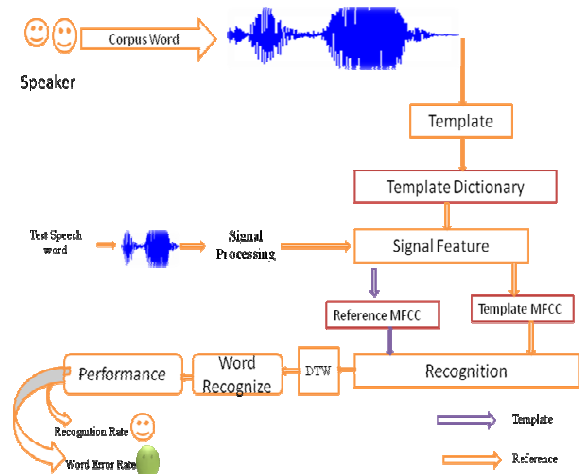 Corpus Word
Speaker
Template
Template Dictionary
Test Speech
word
Signal
Processing
Signal Feature
Reference MFCC
Template MFCC
Performance
Word
Recognize
DTW
Recognition
Recognition Rate
Word Error Rate
Template
Reference